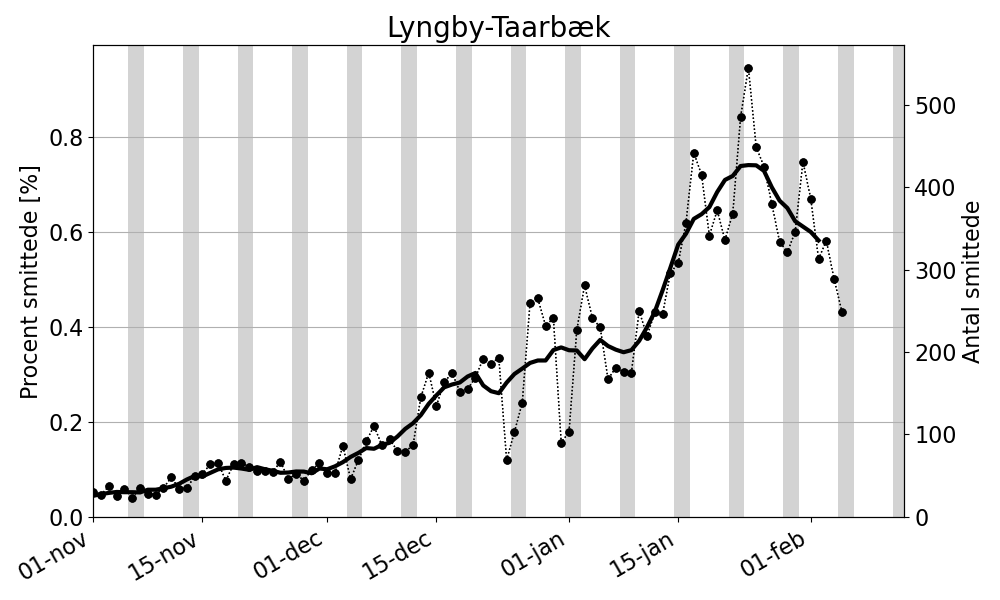 Lyngby-Taarbæk
Procent smittede [%]
0.8
0.6
0.4
0.2
0.0
500
400
300
200
100
0
Antal smittede
01-nov
15-nov
01-dec
15-dec
01-jan
15-jan
01-feb